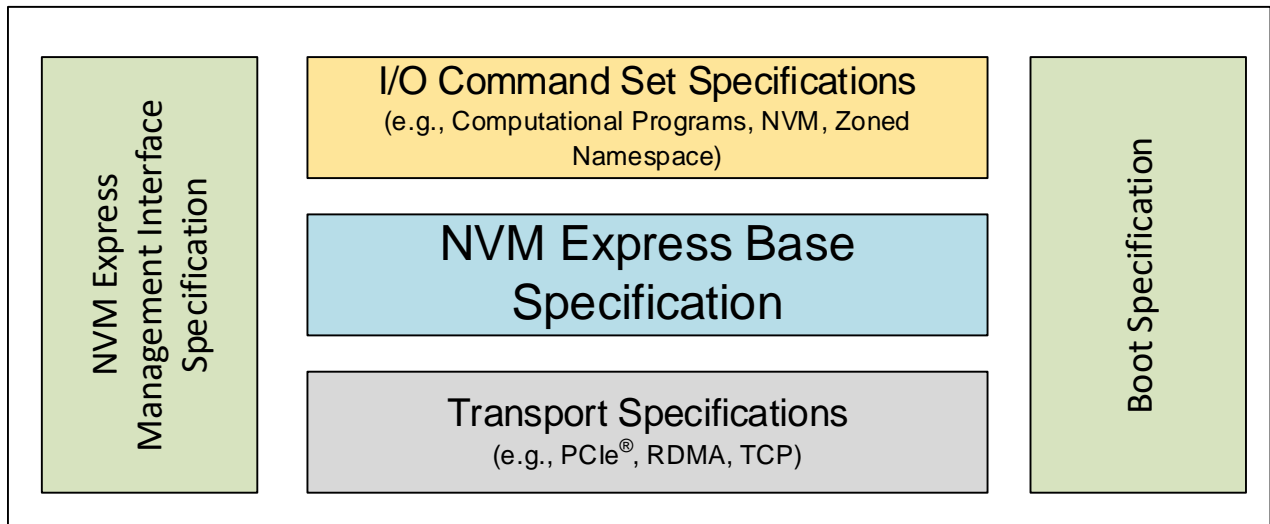 NVM Express
Management Interface
Specification
I/O Command Set Specifications
(e.g., Computational Programs, NVM, Zoned
Namespace)
NVM Express Base
Specification
Transport Specifications
(e.g., PCIe®, RDMA, TCP)
Boot Specification